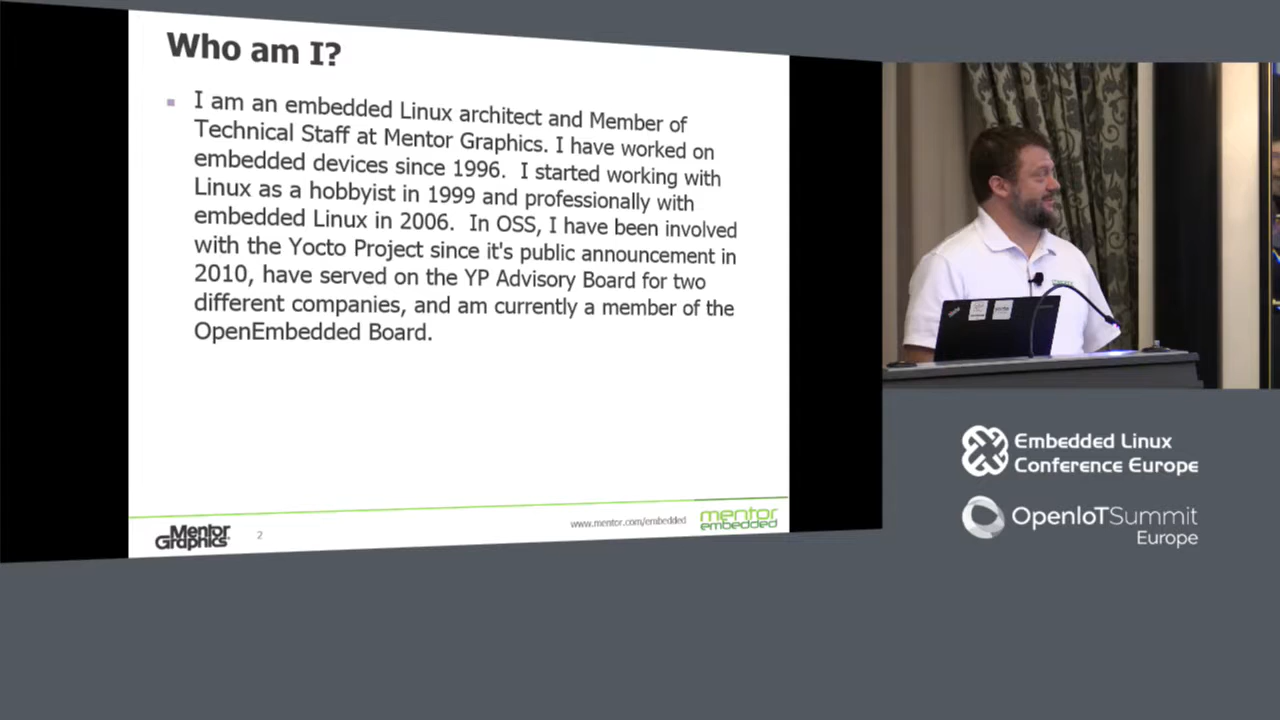 Who am I?
I am an embedded Linux architect and Member of
Technical Staff at Mentor Graphics. I have worked on
embedded devices since 1996.  I started working with
Linux as a hobbyist in 1999 and professionally with
embedded Linux in 2006.  In OSS, I have been involved
with the Yocto Project since it's public announcement in
2010, have served on the YP Advisory Board for two
different companies, and am currently a member of the
OpenEmbedded Board.
Mentor
Graphics
2
www.mentor.com/embedded
mentor
embedded
Embedded Linux
Conference Europe
OpenIoTSummit
Europe